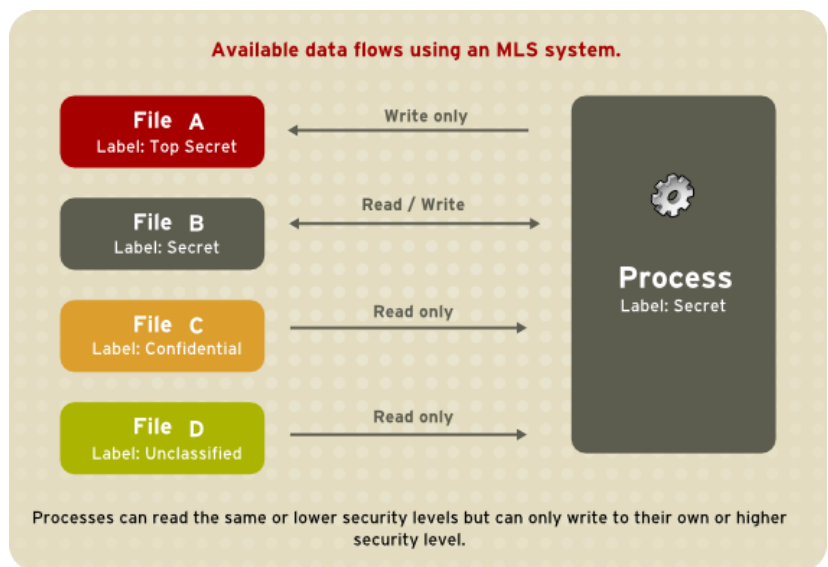 Available data flows using an MLS system.
File A
Label: Top Secret
Write only
File B
Label: Secret
Read / Write
File C
Label: Confidential
Read only
File D
Label: Unclassified
Read only
Process
Label: Secret
Processes can read the same or lower security levels but can only write to their own or higher
security level.